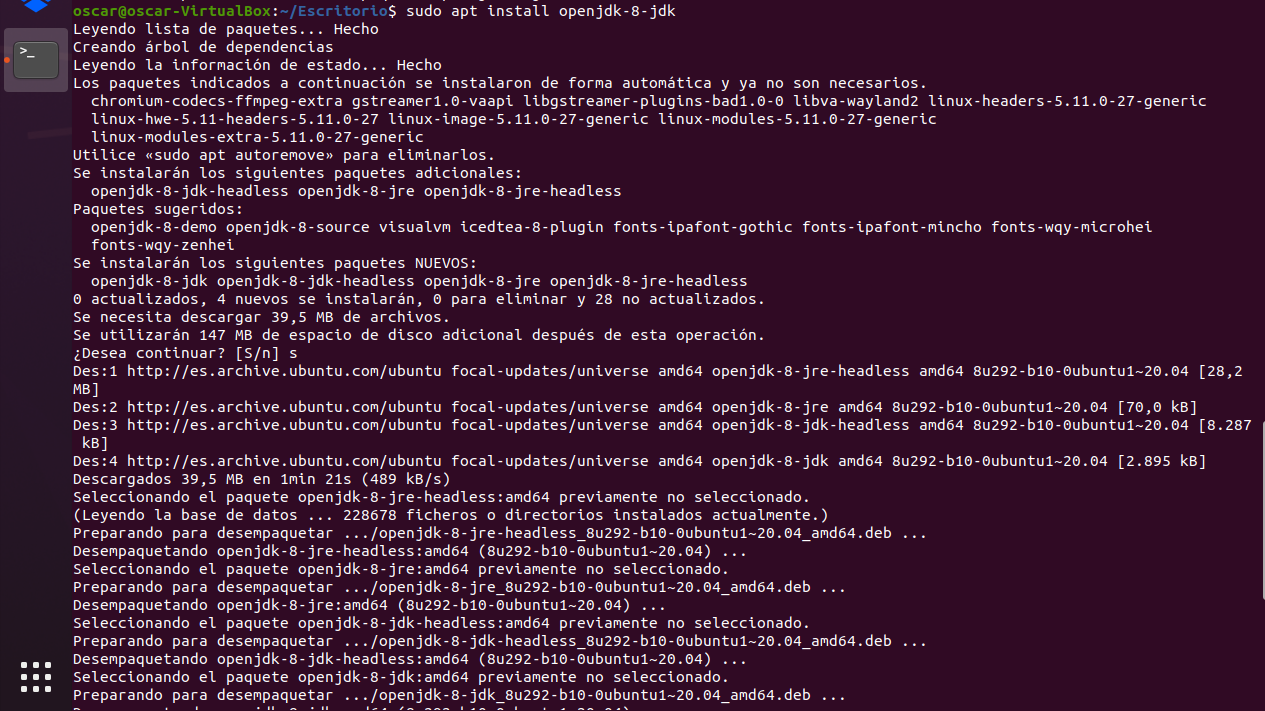 >_
oscar@oscar-VirtualBox:~/Escritorio$ sudo apt install openjdk-8-jdk
Leyendo lista de paquetes... Hecho
Creando árbol de dependencias
Leyendo la información de estado... Hecho
Los paquetes indicados a continuación se instalaron de forma automática y ya no son necesarios.
  chromium-codecs-ffmpeg-extra gstreamer1.0-vaapi libgstreamer-plugins-bad1.0-0 libva-wayland2 linux-headers-5.11.0-27-generic
  linux-hwe-5.11-headers-5.11.0-27 linux-image-5.11.0-27-generic linux-modules-5.11.0-27-generic
  linux-modules-extra-5.11.0-27-generic
Utilice «sudo apt autoremove» para eliminarlos.
Se instalarán los siguientes paquetes adicionales:
  openjdk-8-jdk-headless openjdk-8-jre openjdk-8-jre-headless
Paquetes sugeridos:
  openjdk-8-demo openjdk-8-source visualvm icedtea-8-plugin fonts-ipafont-gothic fonts-ipafont-mincho fonts-wqy-microhei
  fonts-wqy-zenhei
Se instalarán los siguientes paquetes NUEVOS:
  openjdk-8-jdk openjdk-8-jdk-headless openjdk-8-jre openjdk-8-jre-headless
0 actualizados, 4 nuevos se instalarán, 0 para eliminar y 28 no actualizados.
Se necesita descargar 39,5 MB de archivos.
Se utilizarán 147 MB de espacio de disco adicional después de esta operación.
¿Desea continuar? [S/n] s
Des:1 http://es.archive.ubuntu.com/ubuntu focal-updates/universe amd64 openjdk-8-jre-headless amd64 8u292-b10-0ubuntu1~20.04 [28,2
MB]
Des:2 http://es.archive.ubuntu.com/ubuntu focal-updates/universe amd64 openjdk-8-jre amd64 8u292-b10-0ubuntu1~20.04 [70,0 kB]
Des:3 http://es.archive.ubuntu.com/ubuntu focal-updates/universe amd64 openjdk-8-jdk-headless amd64 8u292-b10-0ubuntu1~20.04 [8.287
 kB]
Des:4 http://es.archive.ubuntu.com/ubuntu focal-updates/universe amd64 openjdk-8-jdk amd64 8u292-b10-0ubuntu1~20.04 [2.895 kB]
Descargados 39,5 MB en 1min 21s (489 kB/s)
Seleccionando el paquete openjdk-8-jre-headless:amd64 previamente no seleccionado.
(Leyendo la base de datos ... 228678 ficheros o directorios instalados actualmente.)
Preparando para desempaquetar .../openjdk-8-jre-headless_8u292-b10-0ubuntu1~20.04_amd64.deb ...
Desempaquetando openjdk-8-jre-headless:amd64 (8u292-b10-0ubuntu1~20.04) ...
Seleccionando el paquete openjdk-8-jre:amd64 previamente no seleccionado.
Preparando para desempaquetar .../openjdk-8-jre_8u292-b10-0ubuntu1~20.04_amd64.deb ...
Desempaquetando openjdk-8-jre:amd64 (8u292-b10-0ubuntu1~20.04) ...
Seleccionando el paquete openjdk-8-jdk-headless:amd64 previamente no seleccionado.
Preparando para desempaquetar .../openjdk-8-jdk-headless_8u292-b10-0ubuntu1~20.04_amd64.deb ...
Desempaquetando openjdk-8-jdk-headless:amd64 (8u292-b10-0ubuntu1~20.04) ...
Seleccionando el paquete openjdk-8-jdk:amd64 previamente no seleccionado.
Preparando para desempaquetar .../openjdk-8-jdk_8u292-b10-0ubuntu1~20.04_amd64.deb ...